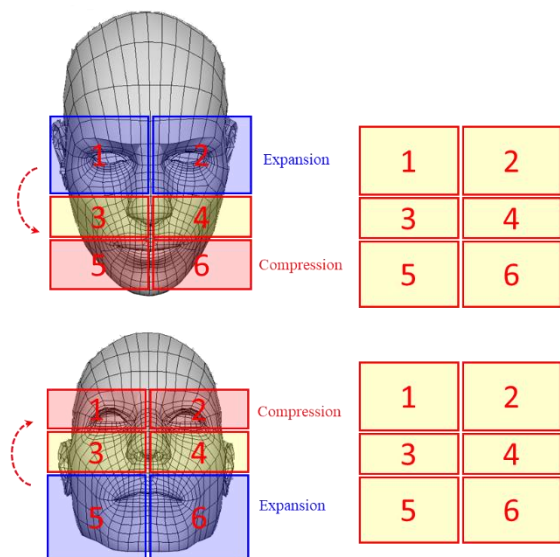 1 2 Expansion 1 2
3 4 3 4
5 6 Compression 5 6
1 2 Compression 1 2
3 4 3 4
5 6 Expansion 5 6